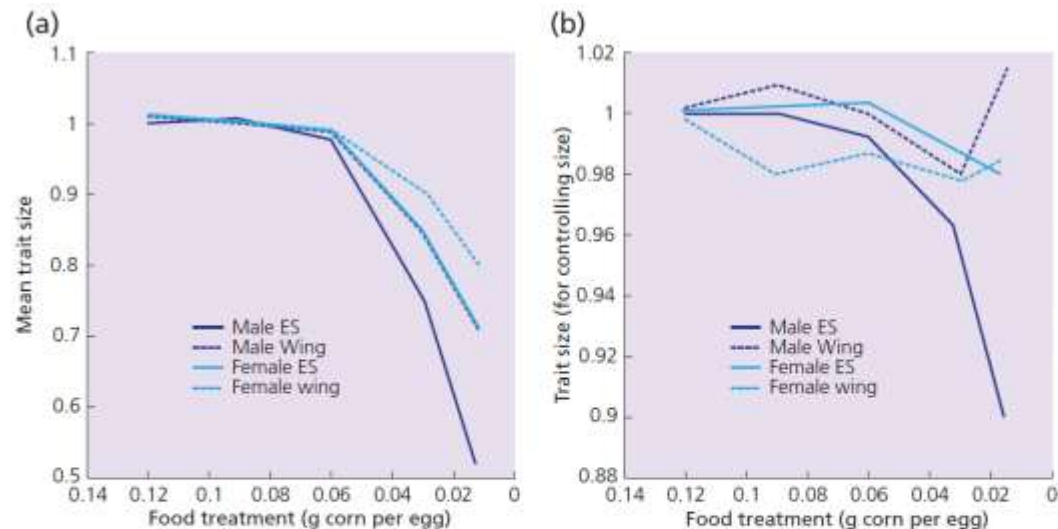 (a)
1.1
1
0.9
0.8
0.7
0.6
0.5
Mean trait size
Male ES
Male Wing
Female ES
Female wing
0.14 0.12 0.1 0.08 0.06 0.04 0.02 0
Food treatment (g corn per egg)
(b)
1.02
1
0.98
0.96
0.94
0.92
0.9
0.88
Trait size (for controlling size)
Male ES
Male Wing
Female ES
Female wing
0.14 0.12 0.1 0.08 0.06 0.04 0.02 0
Food treatment (g corn per egg)